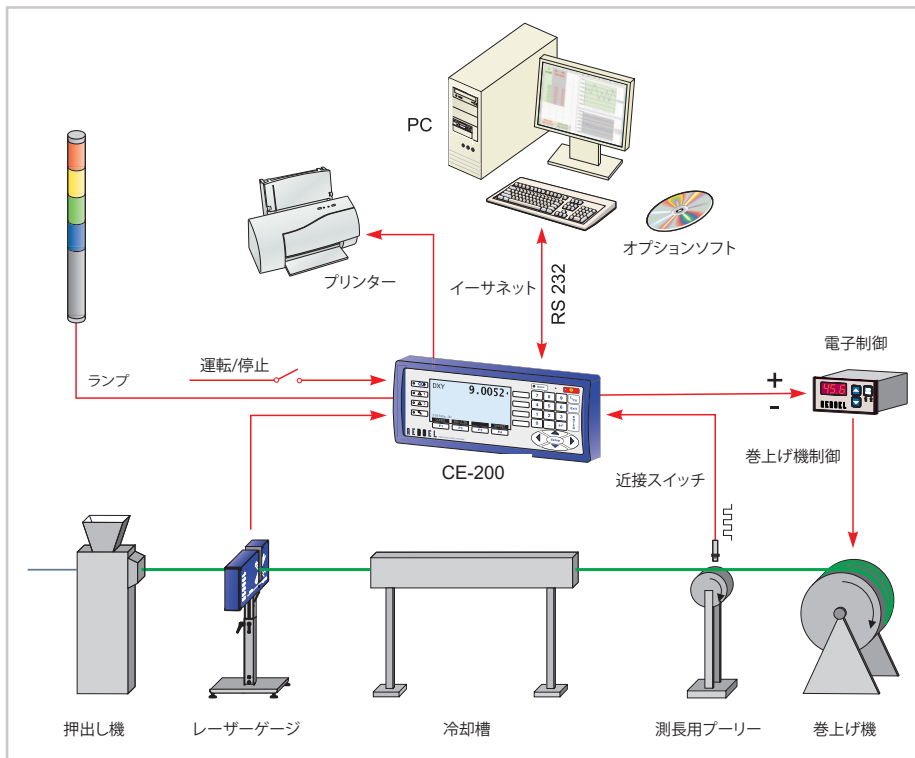 PC
オプションソフト
プリンター
イーサネット
RS 232
電子制御
ランプ
運転/停止
+
-
45.6
DXY
9.0052
CE-200
巻上げ機制御
近接スイッチ
押出し機
レーザーゲージ
冷却槽
測長用プーリー
巻上げ機